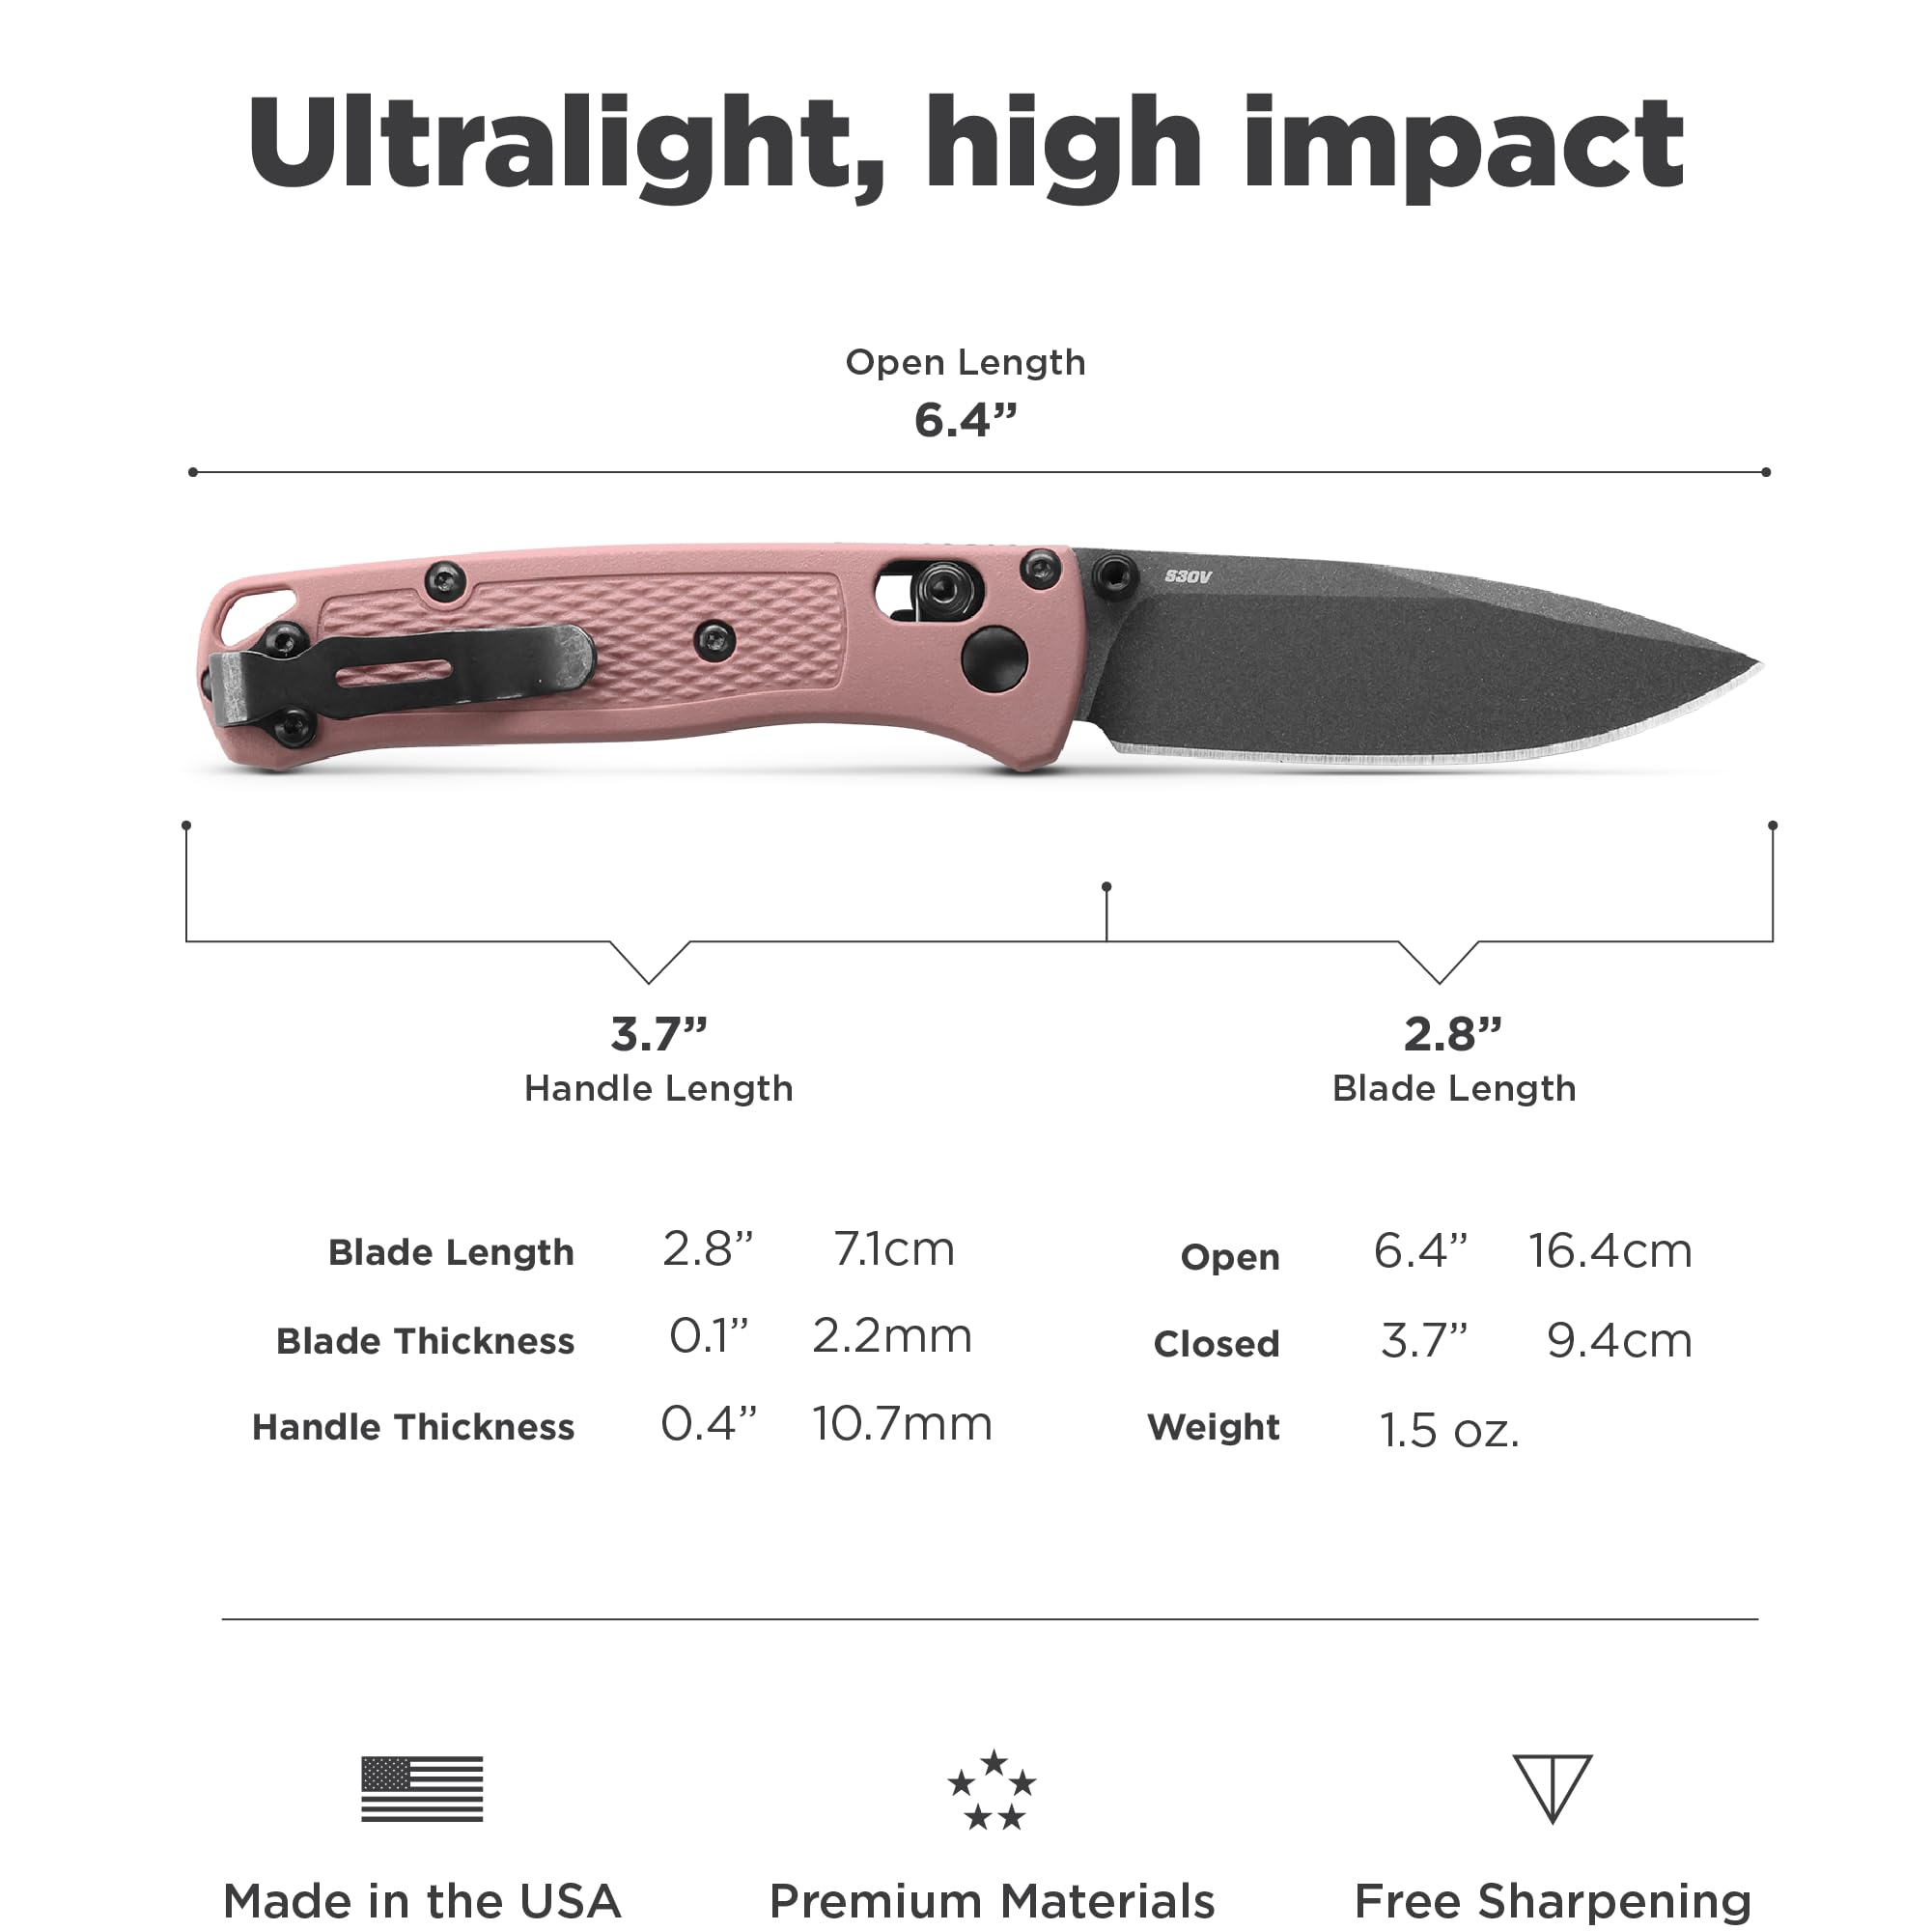 Ultralight, high impact
Open Length
6.4”
S30V
3.7”
Handle Length
2.8”
Blade Length
Blade Length 2.8” 7.1cm
Blade Thickness 0.1” 2.2mm
Handle Thickness 0.4” 10.7mm
Open 6.4” 16.4cm
Closed 3.7” 9.4cm
Weight 1.5 oz.
Made in the USA
Premium Materials
Free Sharpening